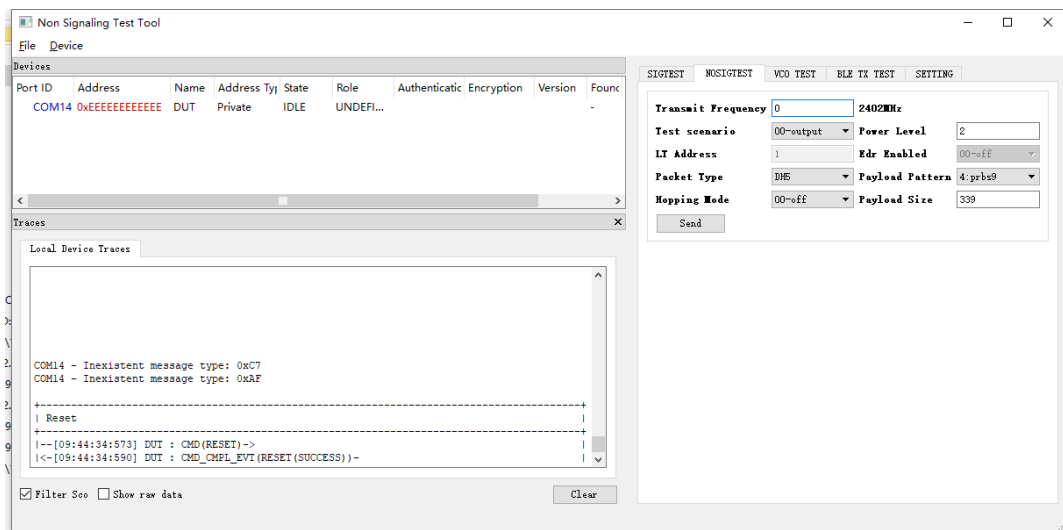 Non Signaling Test Tool
File Device
Devices
Port ID Address Name Address Ty State Role Authenticatic Encryption Version Found
COM14 0xEEEEEEEEEEEE DUT Private IDLE UNDEFI... -
Traces
Local Device Traces
COM14 - Inexistent message type: 0xC7
COM14 - Inexistent message type: 0xAF
+------------------------------------------------------------------------------+
| Reset |
+------------------------------------------------------------------------------+
|--[09:44:34:573] DUT : CMD(RESET)-> |
|<-[09:44:34:590] DUT : CMD_CMPL_EVT(RESET(SUCCESS))- |
Filter Sco Show raw data Clear
SIGTEST NOSIGTEST VCO TEST BLE TX TEST SETTING
Transmit Frequency 0 2402MHz
Test scenario 00-output Power Level 2
LT Address 1 Edr Enabled 00-off
Packet Type DH5 Payload Pattern 4:prbs9
Hopping Mode 00-off Payload Size 339
Send